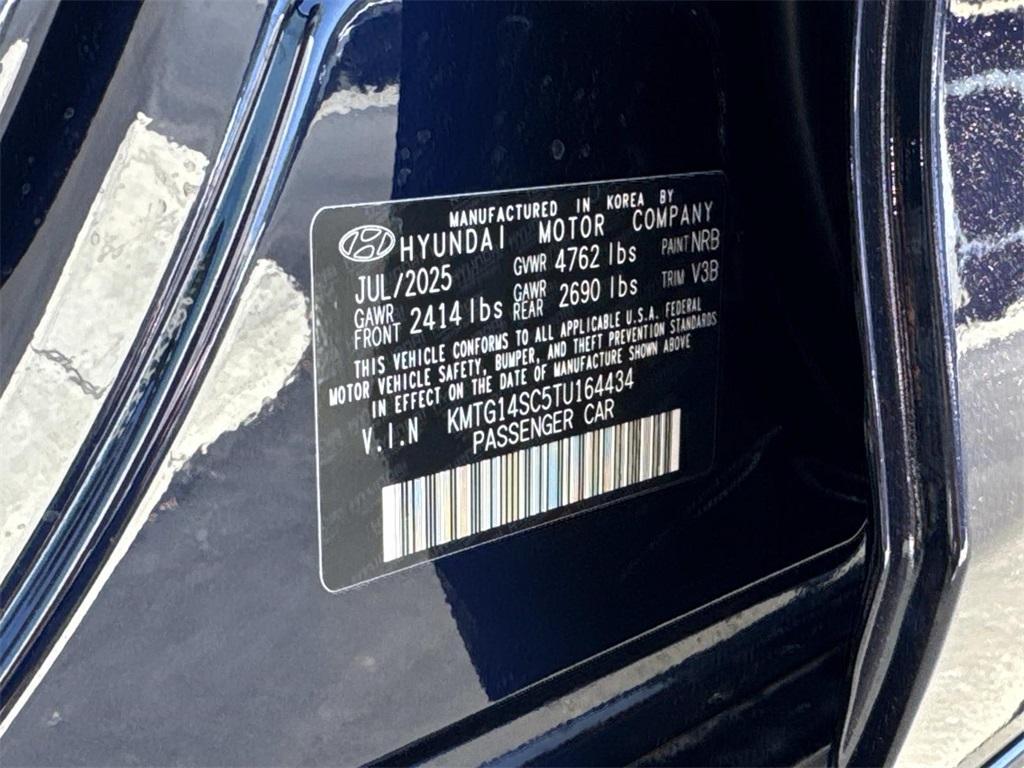 MANUFACTURED IN KOREA BY
HYUNDAI MOTOR COMPANY
JUL/2025 GVWR 4762 lbs PAINT NRB
GAWR FRONT 2414 lbs GAWR REAR 2690 lbs TRIM V3B
THIS VEHICLE CONFORMS TO ALL APPLICABLE U.S.A. FEDERAL
MOTOR VEHICLE SAFETY, BUMPER, AND THEFT PREVENTION STANDARDS
IN EFFECT ON THE DATE OF MANUFACTURE SHOWN ABOVE
V.I.N KMTG14SC5TU164434
PASSENGER CAR